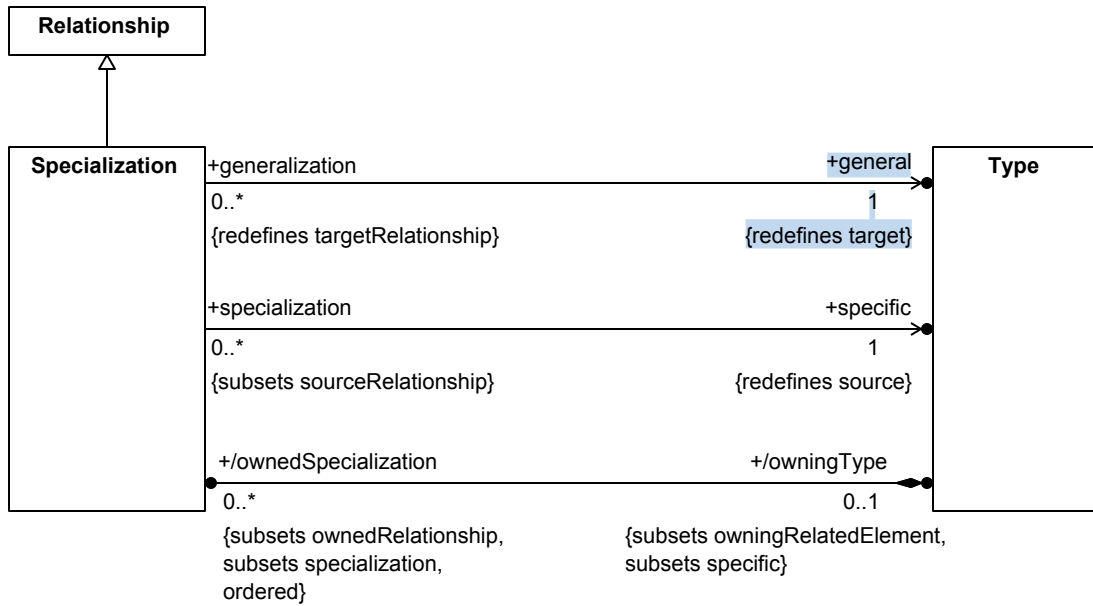 Relationship
Specialization
+generalization
+general
Type
0..*
1
{redefines targetRelationship}
{redefines target}
+specialization
+specific
0..*
1
{subsets sourceRelationship}
{redefines source}
+/ownedSpecialization
+/owningType
0..*
0..1
{subsets ownedRelationship,
subsets specialization,
ordered}
{subsets owningRelatedElement,
subsets specific}